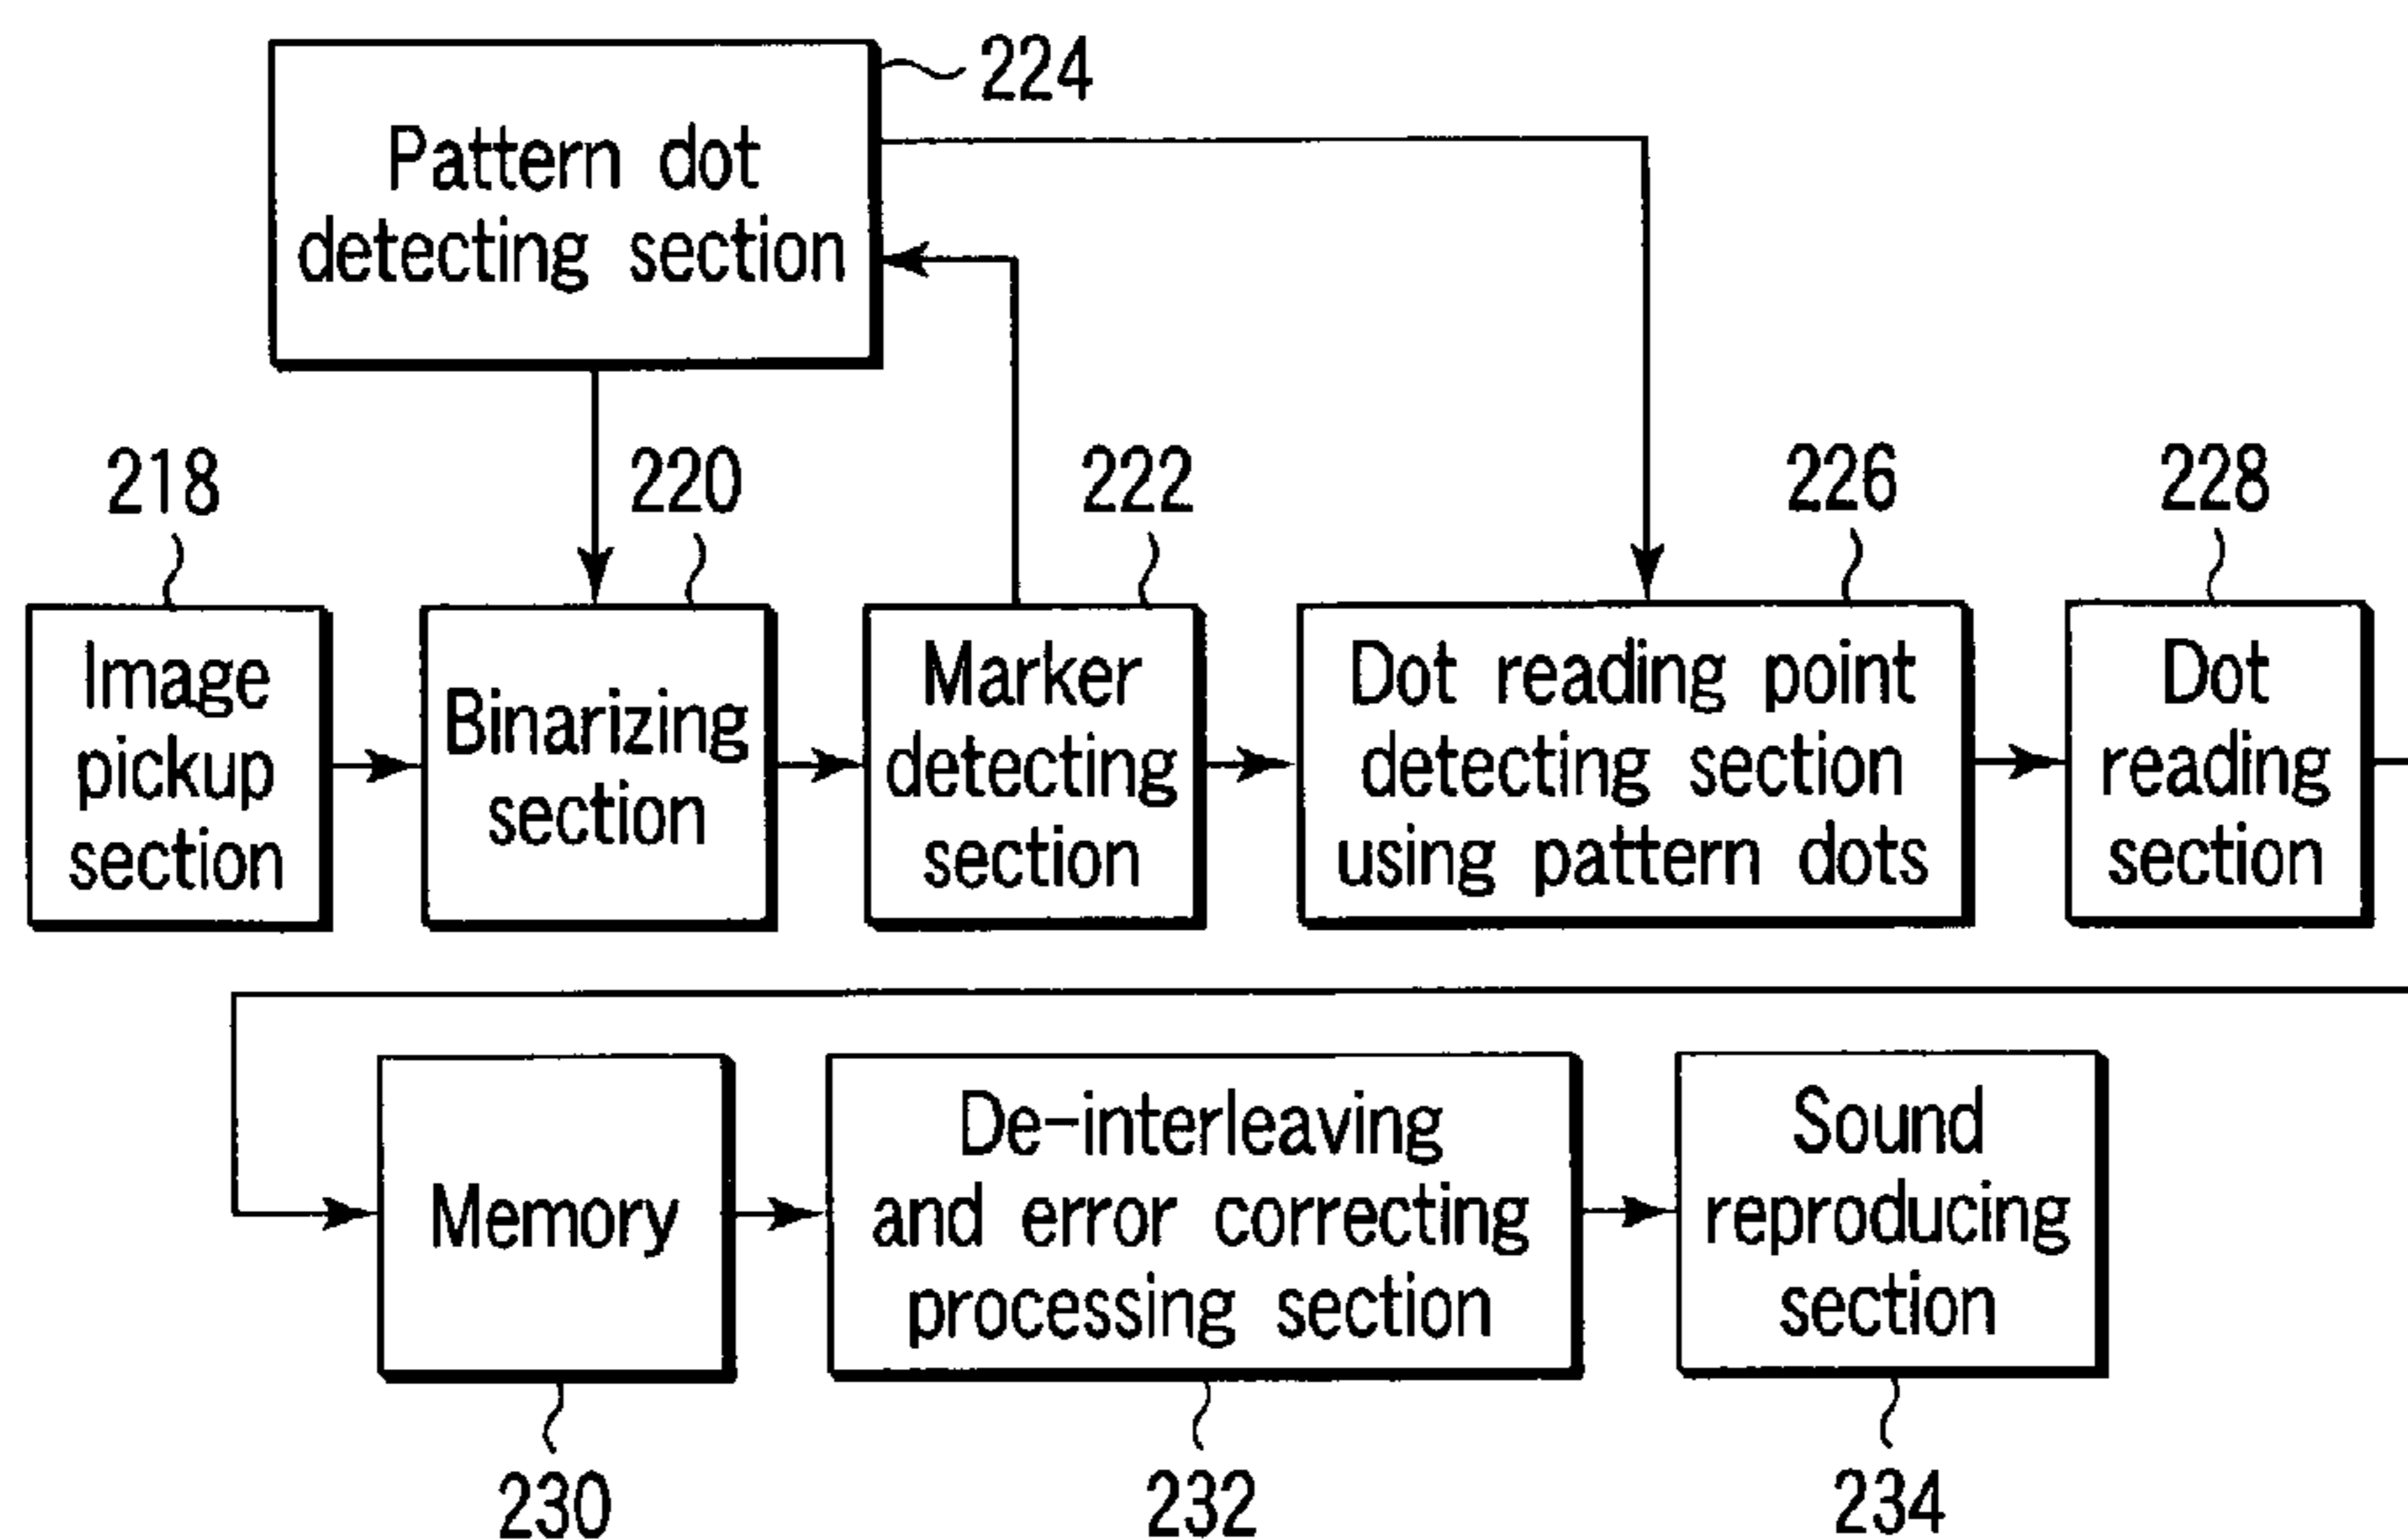 224
Pattern dot
detecting section
218
220
222
226
228
Image
pickup
section
Binarizing
section
Marker
detecting
section
Dot reading point
detecting section
using pattern dots
Dot
reading
section
Memory
De-interleaving
and error correcting
processing section
Sound
reproducing
section
230
232
234